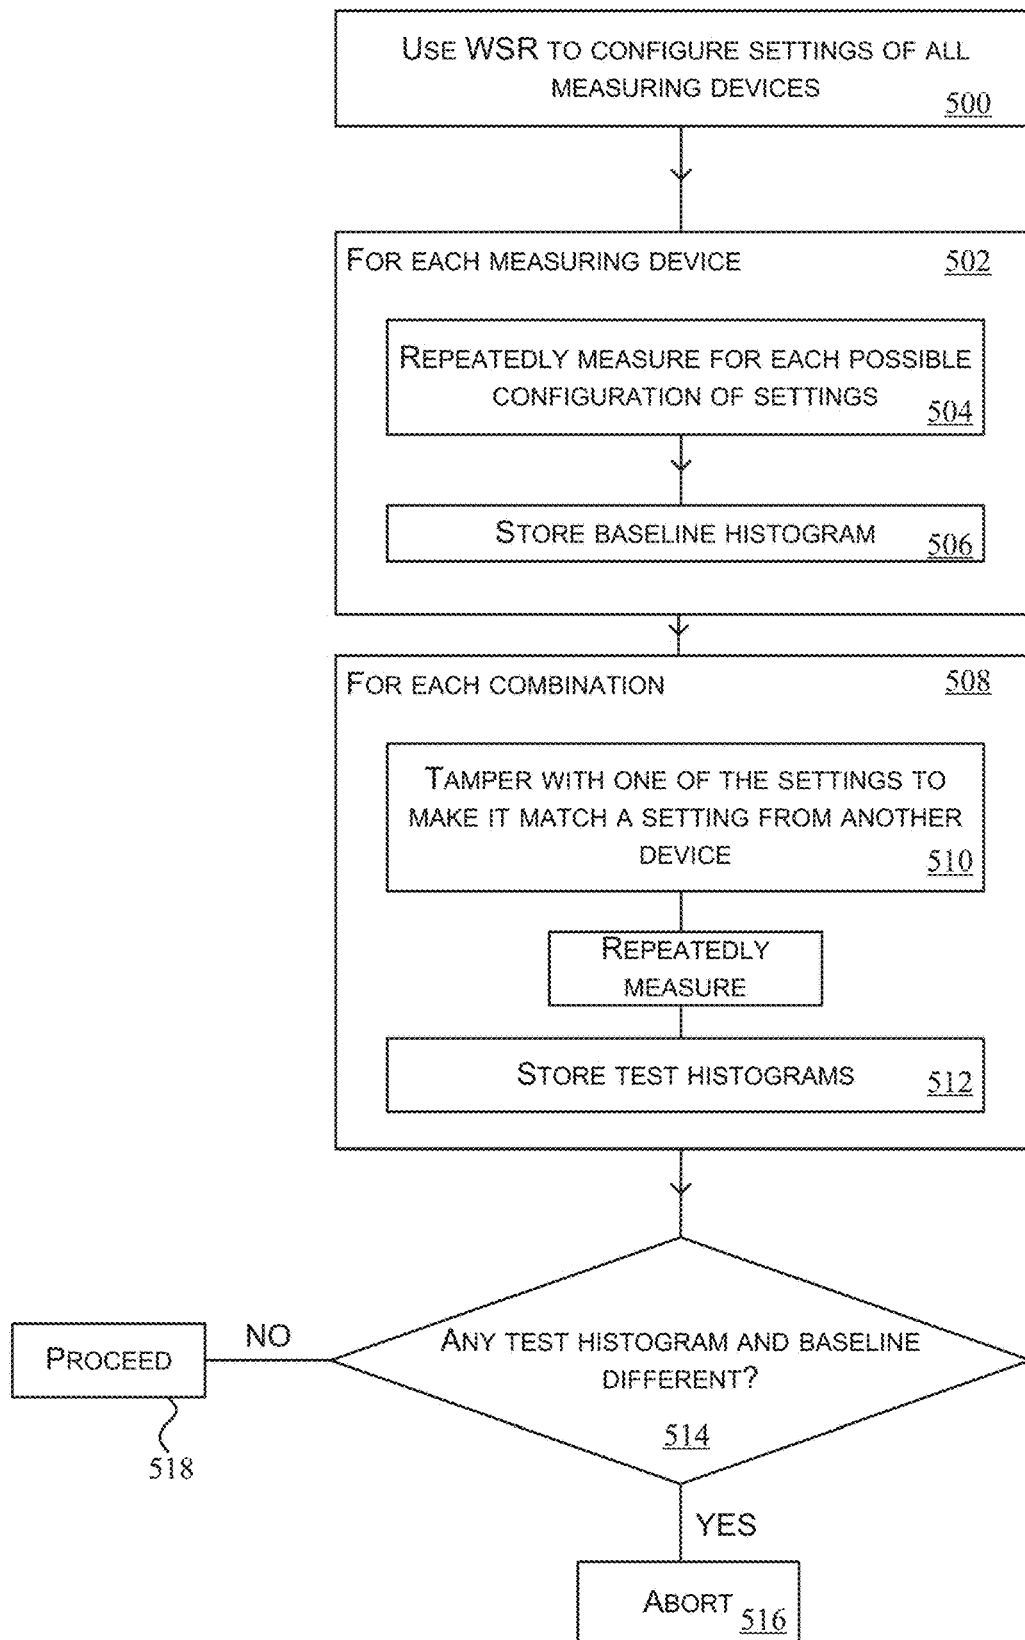 USE WSR TO CONFIGURE SETTINGS OF ALL
MEASURING DEVICES
500
FOR EACH MEASURING DEVICE
502
REPEATEDLY MEASURE FOR EACH POSSIBLE
CONFIGURATION OF SETTINGS
504
STORE BASELINE HISTOGRAM
506
FOR EACH COMBINATION
508
TAMPER WITH ONE OF THE SETTINGS TO
MAKE IT MATCH A SETTING FROM ANOTHER
DEVICE
510
REPEATEDLY
MEASURE
STORE TEST HISTOGRAMS
512
ANY TEST HISTOGRAM AND BASELINE
DIFFERENT?
514
NO
PROCEED
518
YES
ABORT
516